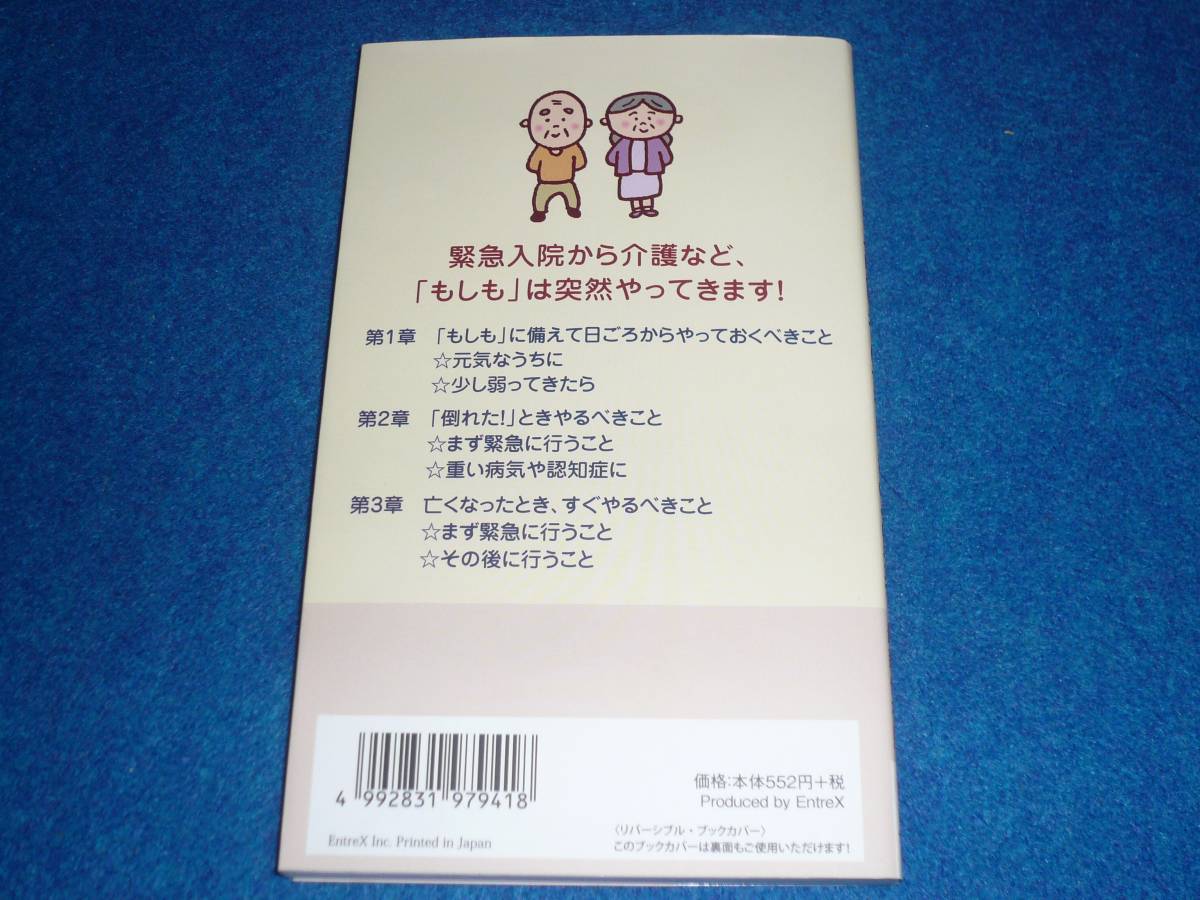 緊急入院から介護など、
「もしも」は突然やってきます!
第1章 「もしも」に備えて日ごろからやっておくべきこと
☆元気なうちに
☆少し弱ってきたら
第2章 「倒れた!」ときやるべきこと
☆まず緊急に行うこと
☆重い病気や認知症に
第3章 亡くなったとき、すぐやるべきこと
☆まず緊急に行うこと
☆その後に行うこと
4 992831 979418
EntreX Inc. Printed in Japan
価格:本体552円+税
Produced by EntreX
〈リバーシブル・ブックカバー〉
このブックカバーは裏面もご使用いただけます!